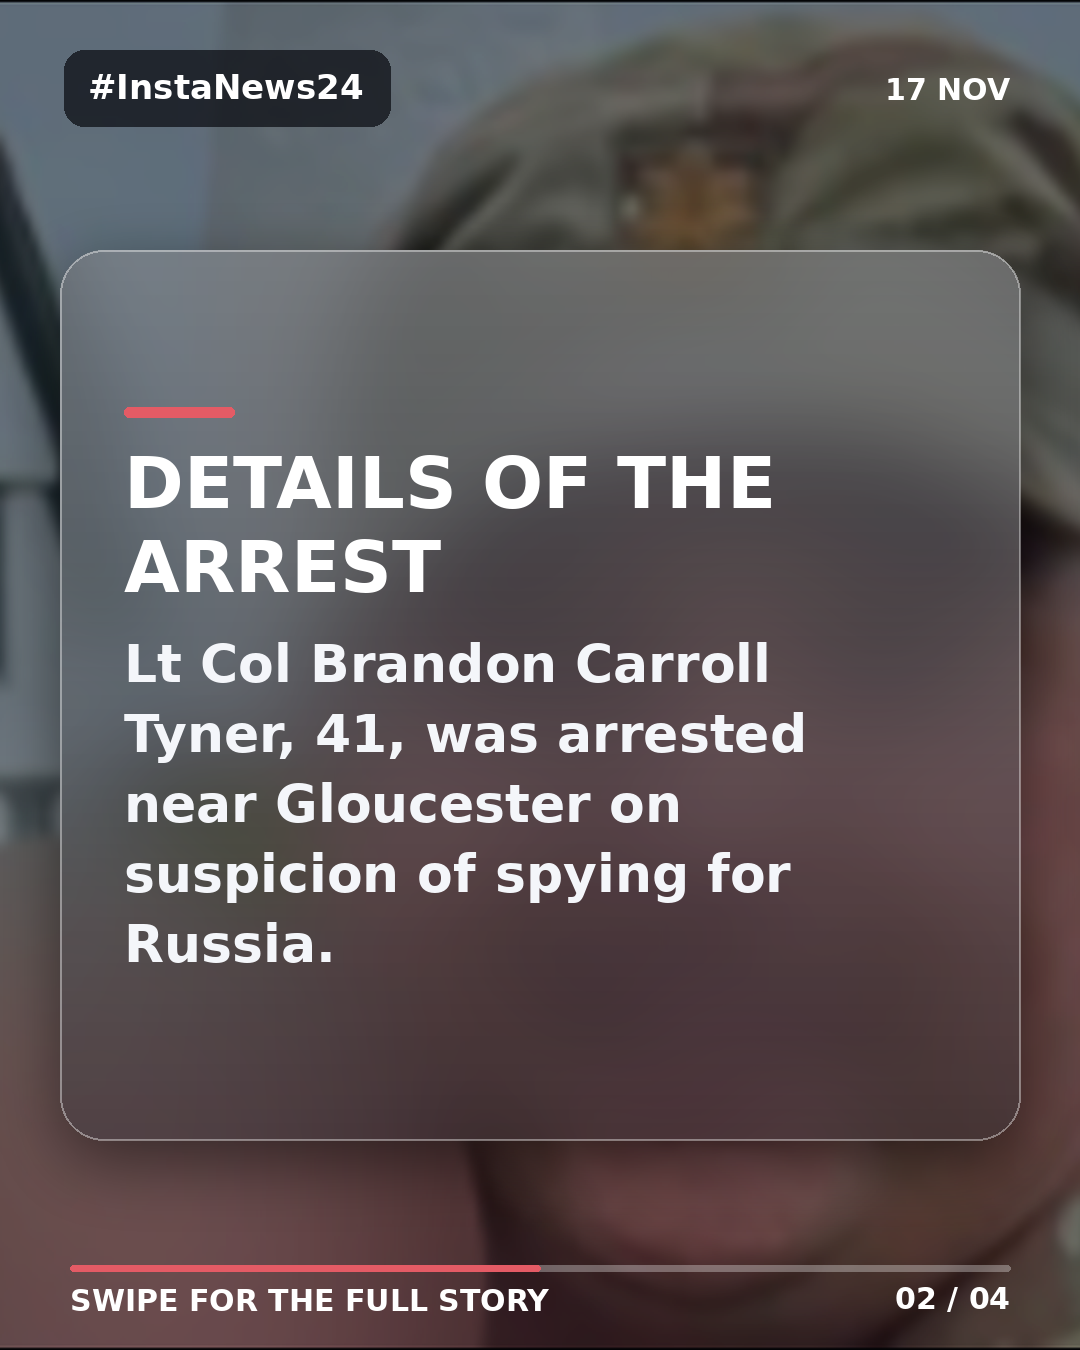 #InstaNews24
17 NOV
DETAILS OF THE
ARREST
Lt Col Brandon Carroll
Tyner, 41, was arrested
near Gloucester on
suspicion of spying for
Russia.
SWIPE FOR THE FULL STORY
02 / 04